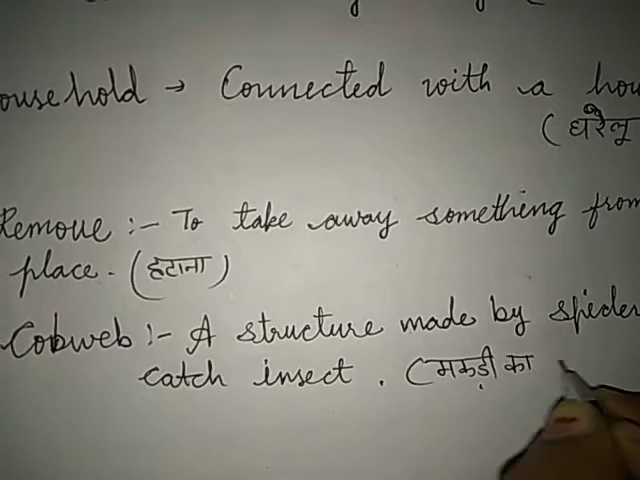 ousehold → Connected with a hou
(घरेलू
Remove :- To take away something from
place. (हटाना)
Cobweb :- A structure made by spider
catch insect. (मकड़ी का